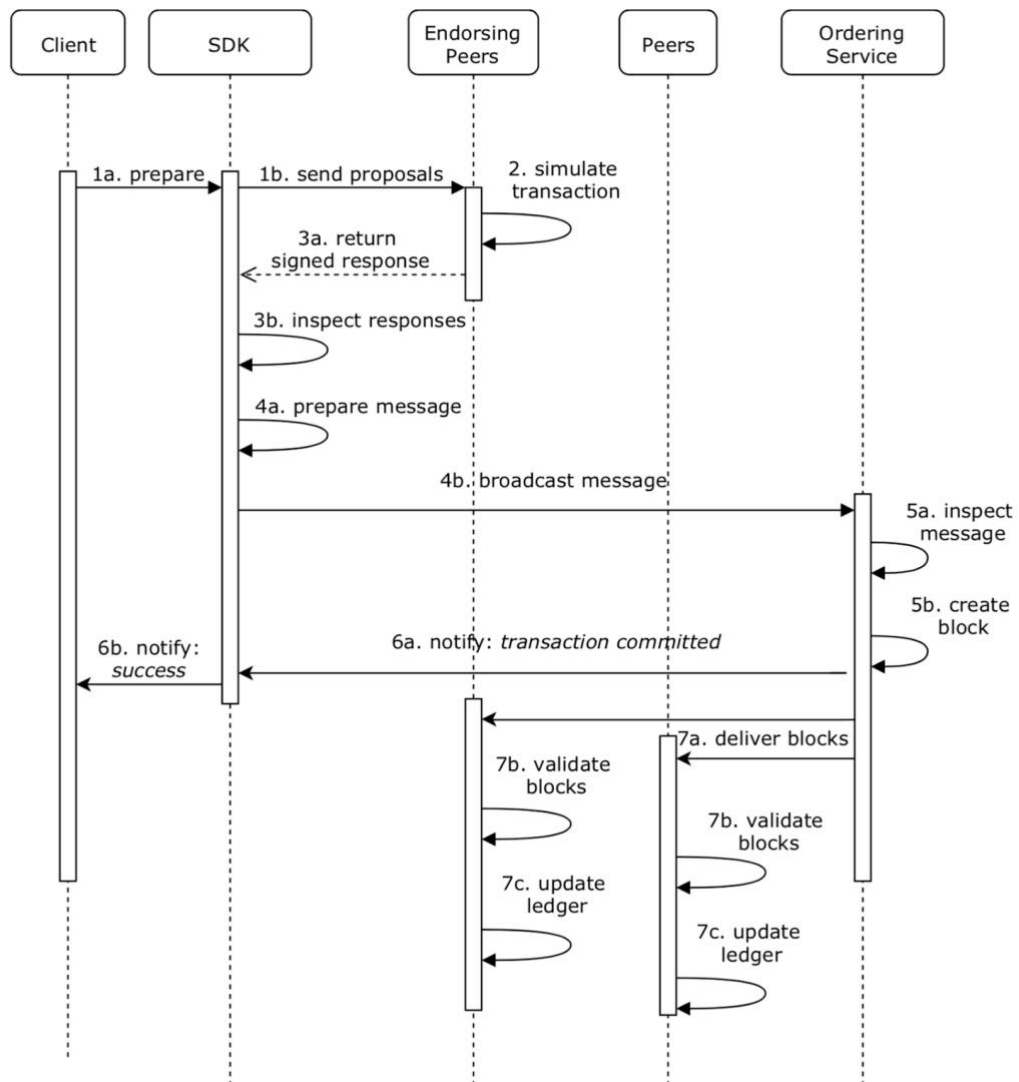 Client
SDK
Endorsing
Peers
Peers
Ordering
Service
1a. prepare
1b. send proposals
2. simulate
transaction
3a. return
signed response
3b. inspect responses
4a. prepare message
4b. broadcast message
5a. inspect
message
5b. create
block
6a. notify: transaction committed
6b. notify:
success
7a. deliver blocks
7b. validate
blocks
7b. validate
blocks
7c. update
ledger
7c. update
ledger